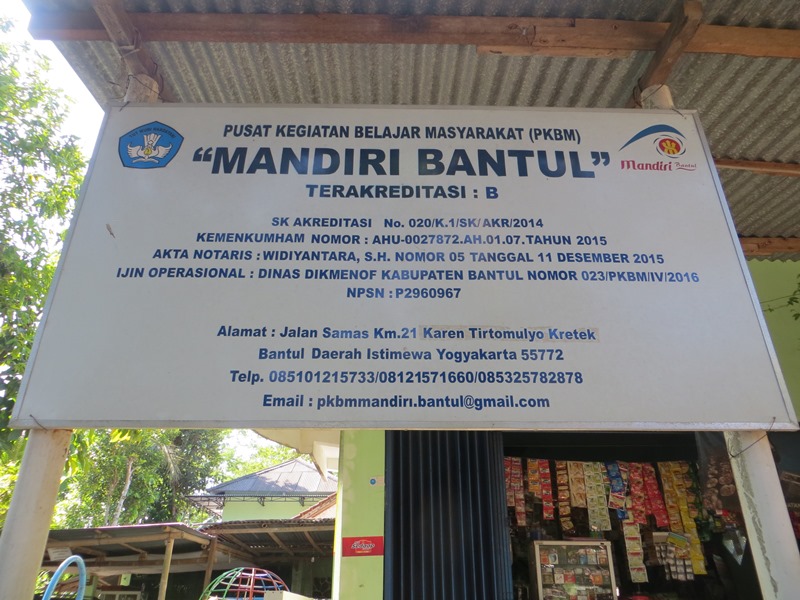 PUSAT KEGIATAN BELAJAR MASYARAKAT (PKBM)
"MANDIRI BANTUL"
Mandiri Bantul
TERAKREDITASI : B
SK AKREDITASI No. 020/K.1/SK/AKR/2014
KEMENKUMHAM NOMOR : AHU-0027872.AH.01.07.TAHUN 2015
AKTA NOTARIS : WIDIYANTARA, S.H. NOMOR 05 TANGGAL 11 DESEMBER 2015
IJIN OPERASIONAL : DINAS DIKMENOF KABUPATEN BANTUL NOMOR 023/PKBM/IV/2016
NPSN : P2960967
Alamat : Jalan Samas Km.21 Karen Tirtomulyo Kretek
Bantul Daerah Istimewa Yogyakarta 55772
Telp. 085101215733/08121571660/085325782878
Email : pkbmmandiri.bantul@gmail.com
Sedaap